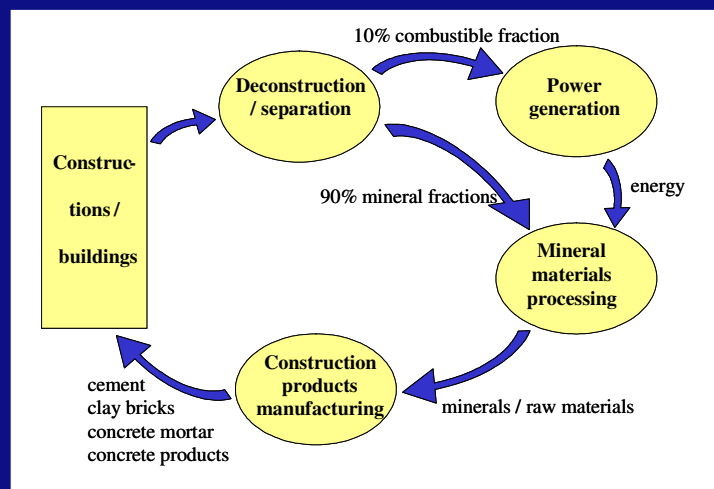 10% combustible fraction
Deconstruction
/ separation
Power
generation
Construc-
tions /
buildings
90% mineral fractions
energy
Mineral
materials
processing
Construction
products
manufacturing
minerals / raw materials
cement
clay bricks
concrete mortar
concrete products